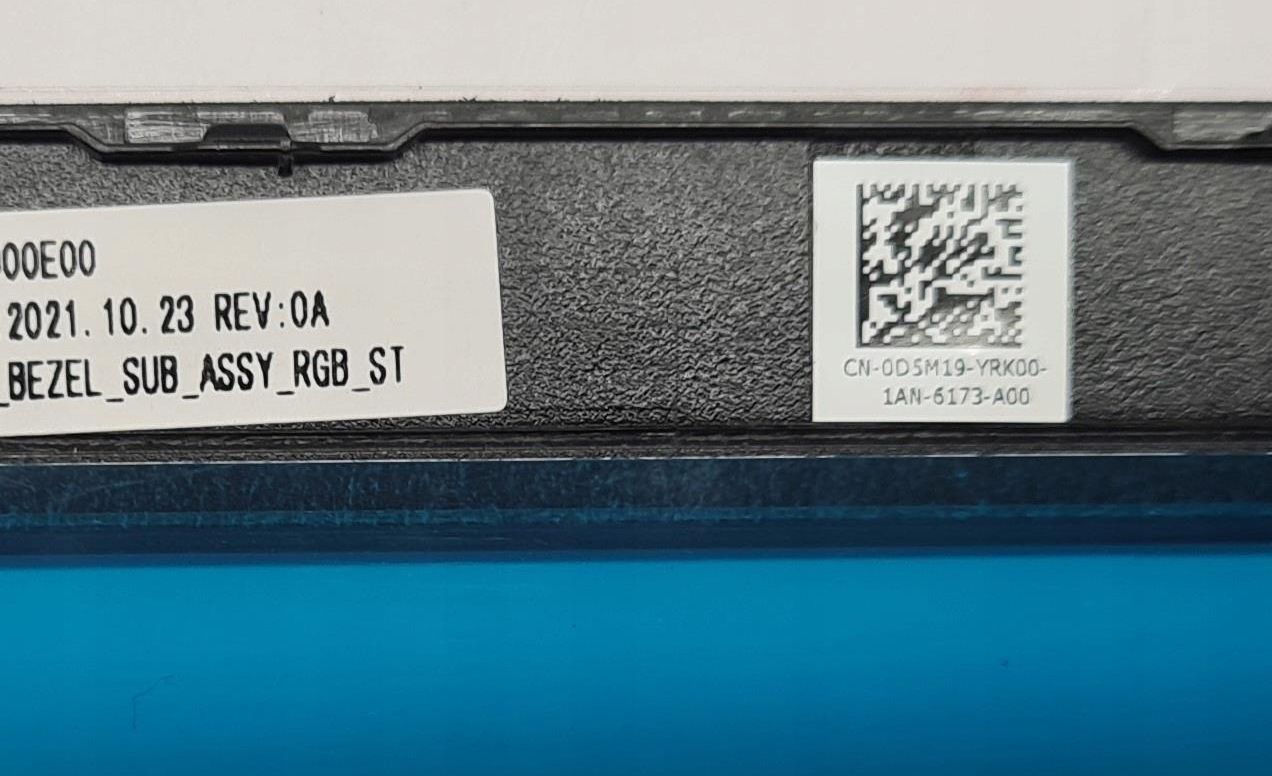 00E00
2021.10.23 REV:0A
_BEZEL_SUB_ASSY_RGB_ST
CN-0D5M19-YRK00-
1AN-6173-A00